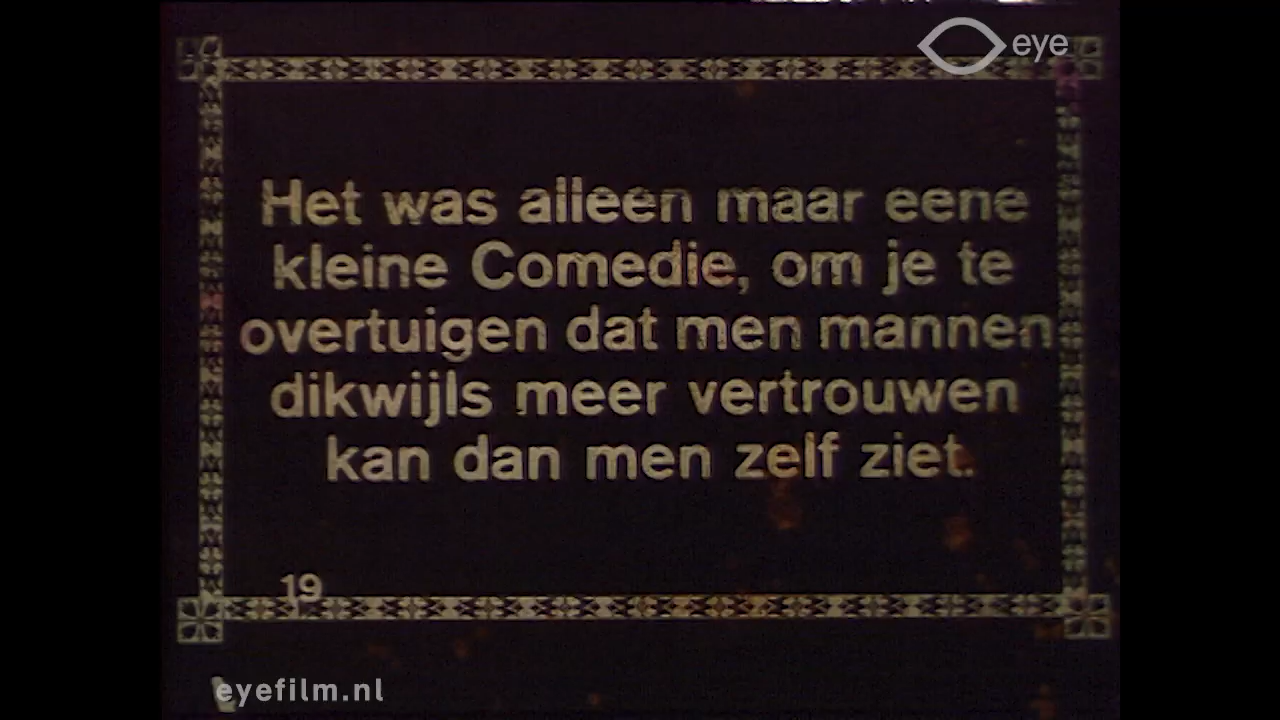 eye
Het was alleen maar eene
kleine Comedie, om je te
overtuigen dat men mannen
dikwijls meer vertrouwen
kan dan men zelf ziet.
19
eyefilm.nl